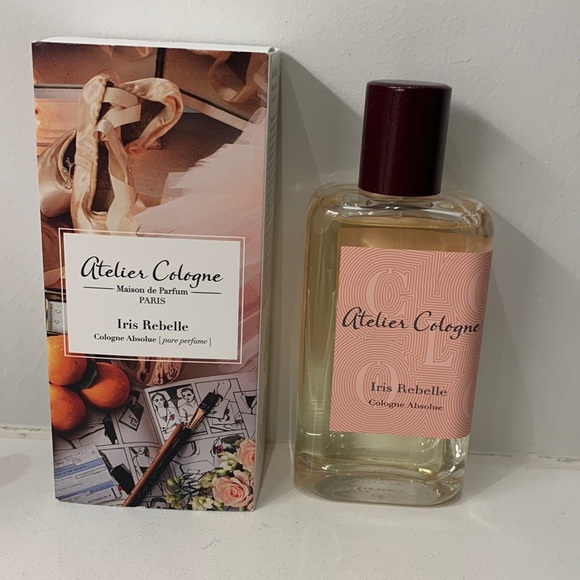 Atelier Cologne
Maison de Parfum
PARIS
Iris Rebelle
Cologne Absolue [ pure perfume ]
Atelier Cologne
Iris Rebelle
Cologne Absolue